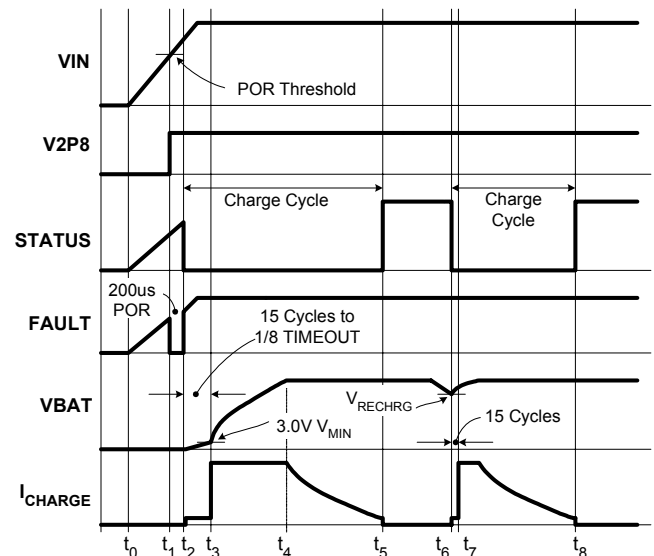 VIN
POR Threshold
V2P8
Charge Cycle
Charge
Cycle
STATUS
200us
POR
FAULT
15 Cycles to
1/8 TIMEOUT
VBAT
VRECHRG
3.0V VMIN
15 Cycles
ICHARGE
t0 t1 t2 t3 t4 t5 t6 t7 t8